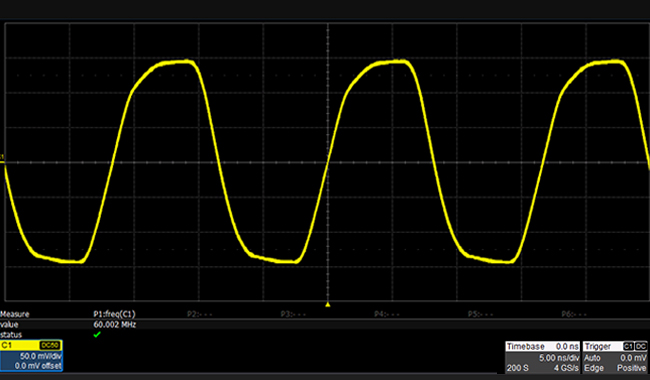 1
Measure P1:freq(C1) P2:--- P3:--- P4:--- P5:--- P6:---
value 60.002 MHz
status
C1 DC50
50.0 mV/div
0.0 mV offset
Timebase 0.0 ns
5.00 ns/div
200 S 4 GS/s
Trigger C1 DC
Auto 0.0 mV
Edge Positive